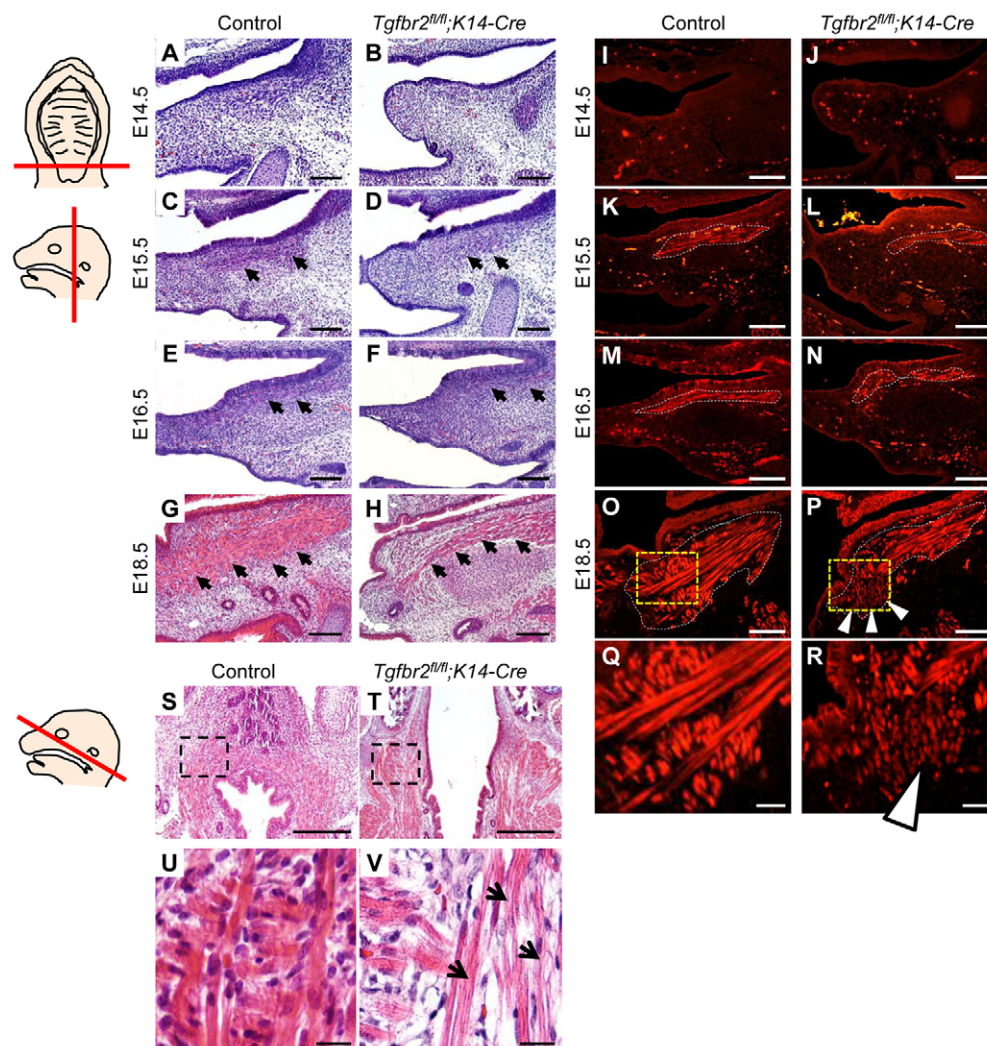 Control Tgfbr2fl/fl;K14-Cre
Control Tgfbr2fl/fl;K14-Cre
E14.5
A B
I J
E14.5
E15.5
C D
K L
E15.5
E16.5
E F
M N
E16.5
E18.5
G H
O P
E18.5
Q R
Control Tgfbr2fl/fl;K14-Cre
S T
U V